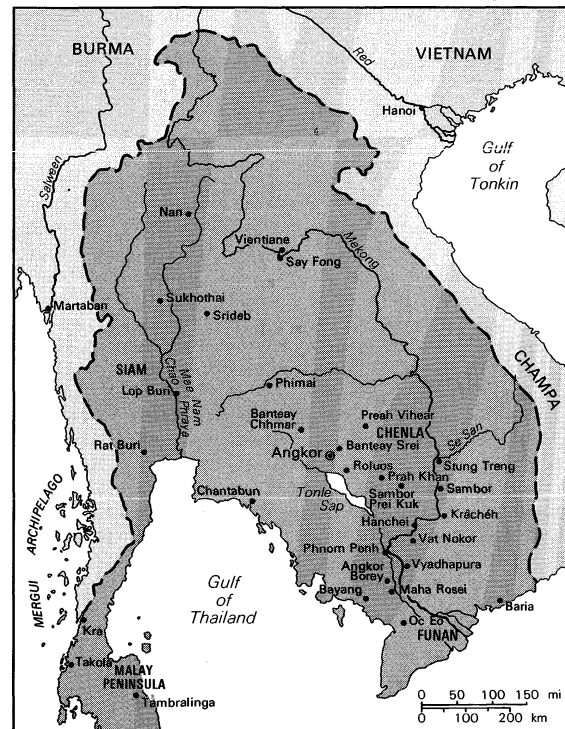 BURMA
VIETNAM
Red
Hanoi
Gulf
of
Tonkin
Salween
Nan
Vientiane
Say Fong
Mekong
Martaban
Sukhothai
Srideb
SIAM
CHAMPA
Lop Buri
Mae
Nam
Chao
Phraya
Phimai
Banteay
Chhmar
Preah Vihear
CHENLA
Se San
Rat Buri
Angkor
Banteay Srei
Roluos
Prah Khan
Stung Treng
Sambor
Prei Kuk
Sambor
Chantabun
Tonle
Sap
Hanchei
Kråchéh
MERGUI ARCHIPELAGO
Vat Nokor
Phnom Penh
Vyadhapura
Angkor
Borey
Bayang
Maha Rosei
Baria
Gulf
of
Thailand
Oc Eo
FUNAN
Kra
Takola
MALAY
PENINSULA
Tambralinga
0 50 100 150 mi
0 100 200 km